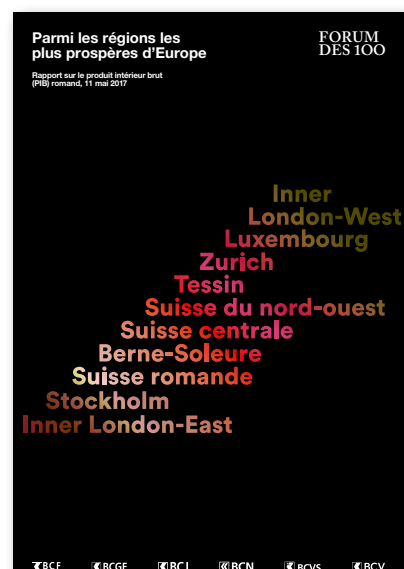 Parmi les régions les
plus prospères d’Europe
Rapport sur le produit intérieur brut
(PIB) romand, 11 mai 2017
FORUM
DES 100
Inner
London-West
Luxembourg
Zurich
Tessin
Suisse du nord-ouest
Suisse centrale
Berne-Soleure
Suisse romande
Stockholm
Inner London-East
BCF BCGE BCJ BCN BCVS BCV